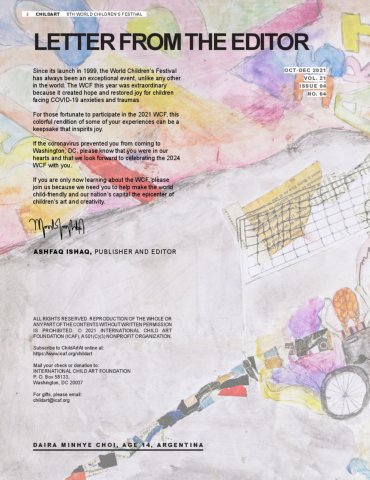 2 CHILDART 6TH WORLD CHILDREN'S FESTIVAL
LETTER FROM THE EDITOR
OCT-DEC 2021
VOL. 21
ISSUE 04
NO. 64
Since its launch in 1999, the World Children's Festival
has always been an exceptional event, unlike any other
in the world. The WCF this year was extraordinary
because it created hope and restored joy for children
facing COVID-19 anxieties and traumas.
For those fortunate to participate in the 2021 WCF, this
colorful rendition of some of your experiences can be a
keepsake that inspirits joy.
If the coronavirus prevented you from coming to
Washington, DC, please know that you were in our
hearts and that we look forward to celebrating the 2024
WCF with you.
If you are only now learning about the WCF, please
join us because we need you to help make the world
child-friendly and our nation's capital the epicenter of
children's art and creativity.
ASHFAQ ISHAQ, PUBLISHER AND EDITOR
ALL RIGHTS RESERVED. REPRODUCTION OF THE WHOLE OR
ANY PART OF THE CONTENTS WITHOUT WRITTEN PERMISSION
IS PROHIBITED. © 2021 INTERNATIONAL CHILD ART
FOUNDATION (ICAF), A 501(C)(3) NONPROFIT ORGANIZATION.
Subscribe to ChildArtAt online at:
https://www.icaf.org/childart
Mail your check or donation to:
INTERNATIONAL CHILD ART FOUNDATION
P. O. Box 58133,
Washington, DC 20037
For gifts, please email:
childart@icaf.org
DAIRA MINHYE CHOI, AGE 14, ARGENTINA